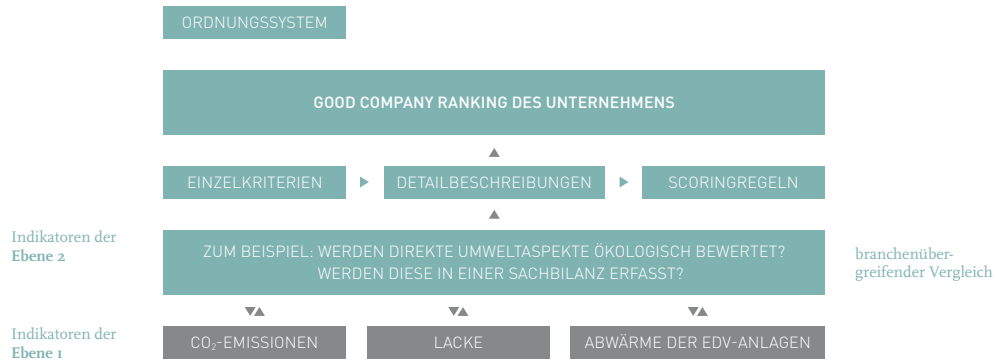 ORDNUNGSSYSTEM
GOOD COMPANY RANKING DES UNTERNEHMENS
EINZELKRITERIEN
DETAILBESCHREIBUNGEN
SCORINGREGELN
Indikatoren der
Ebene 2
ZUM BEISPIEL: WERDEN DIREKTE UMWELTASPEKTE ÖKOLOGISCH BEWERTET?
WERDEN DIESE IN EINER SACHBILANZ ERFASST?
branchenüber-
greifender Vergleich
Indikatoren der
Ebene 1
CO₂-EMISSIONEN
LACKE
ABWÄRME DER EDV-ANLAGEN